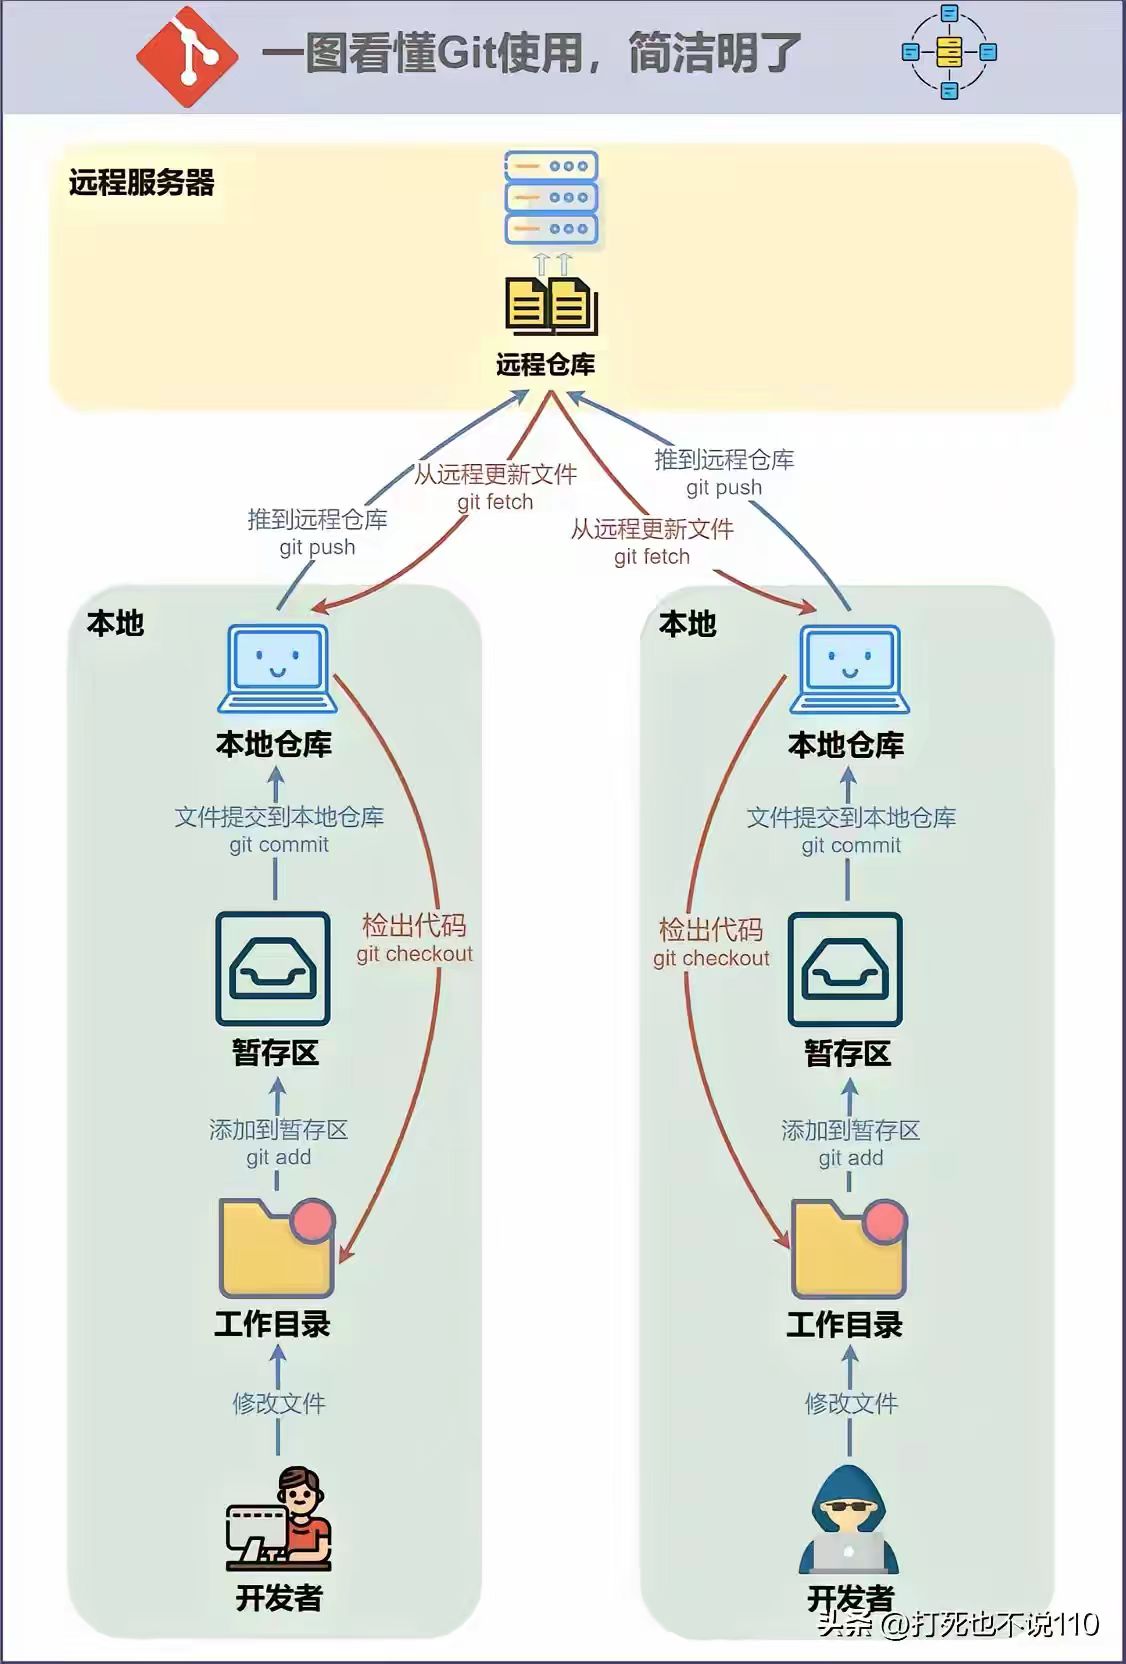 一图看懂Git使用，简洁明了
远程服务器
远程仓库
推到远程仓库
git push
从远程更新文件
git fetch
从远程更新文件
git fetch
推到远程仓库
git push
本地
本地仓库
文件提交到本地仓库
git commit
检出代码
git checkout
暂存区
添加到暂存区
git add
工作目录
修改文件
开发者
本地
本地仓库
文件提交到本地仓库
git commit
检出代码
git checkout
暂存区
添加到暂存区
git add
工作目录
修改文件
开发者
头条 @打死也不说110